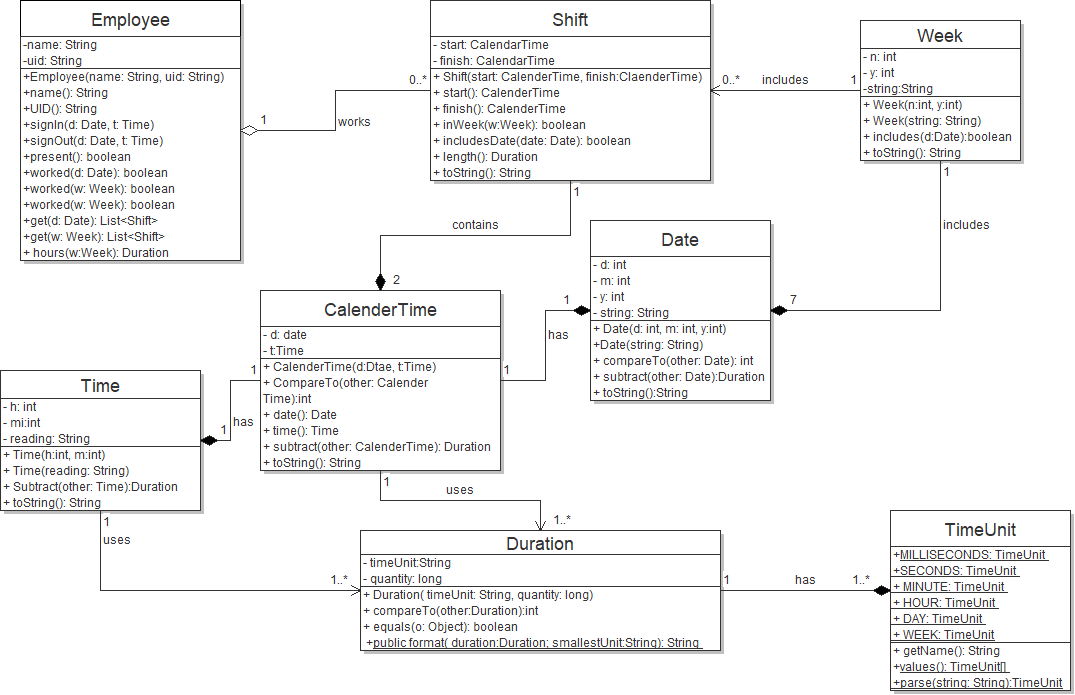 Employee
-name: String
-uid: String
+Employee(name: String, uid: String)
+name(): String
+UID(): String
+signIn(d: Date, t: Time)
+signOut(d: Date, t: Time)
+present(): boolean
+worked(d: Date): boolean
+worked(w: Week): boolean
+worked(w: Week): boolean
+get(d: Date): List<Shift>
+get(w: Week): List<Shift>
+ hours(w:Week): Duration
1
works
0..*
Shift
- start: CalendarTime
- finish: CalendarTime
+ Shift(start: CalenderTime, finish:ClaenderTime)
+ start(): CalenderTime
+ finish(): CalenderTime
+ inWeek(w:Week): boolean
+ includesDate(date: Date): boolean
+ length(): Duration
+ toString(): String
0..*
includes
1
Week
- n: int
- y: int
-string:String
+ Week(n:int, y:int)
+ Week(string: String)
+ includes(d:Date):boolean
+ toString(): String
1
includes
7
1
contains
2
Date
- d: int
- m: int
- y: int
- string: String
+ Date(d: int, m: int, y:int)
+Date(string: String)
+ compareTo(other: Date): int
+ subtract(other: Date):Duration
+ toString():String
1
has
1
CalenderTime
- d: date
- t:Time
+ CalenderTime(d:Dtae, t:Time)
+ CompareTo(other: Calender
Time):int
+ date(): Date
+ time(): Time
+ subtract(other: CalenderTime): Duration
+ toString(): String
1
has
1
Time
- h: int
- mi:int
- reading: String
+ Time(h:int, m:int)
+ Time(reading: String)
+ Subtract(other: Time):Duration
+ toString(): String
1
uses
1..*
1
uses
1..*
Duration
- timeUnit:String
- quantity: long
+ Duration( timeUnit: String, quantity: long)
+ compareTo(other:Duration):int
+ equals(o: Object): boolean
+public format( duration:Duration; smallestUnit:String): String
1
has
1..*
TimeUnit
+MILLISECONDS: TimeUnit
+SECONDS: TimeUnit
+ MINUTE: TimeUnit
+ HOUR: TimeUnit
+ DAY: TimeUnit
+ WEEK: TimeUnit
+ getName(): String
+values(): TimeUnit[]
+parse(string: String):TimeUnit